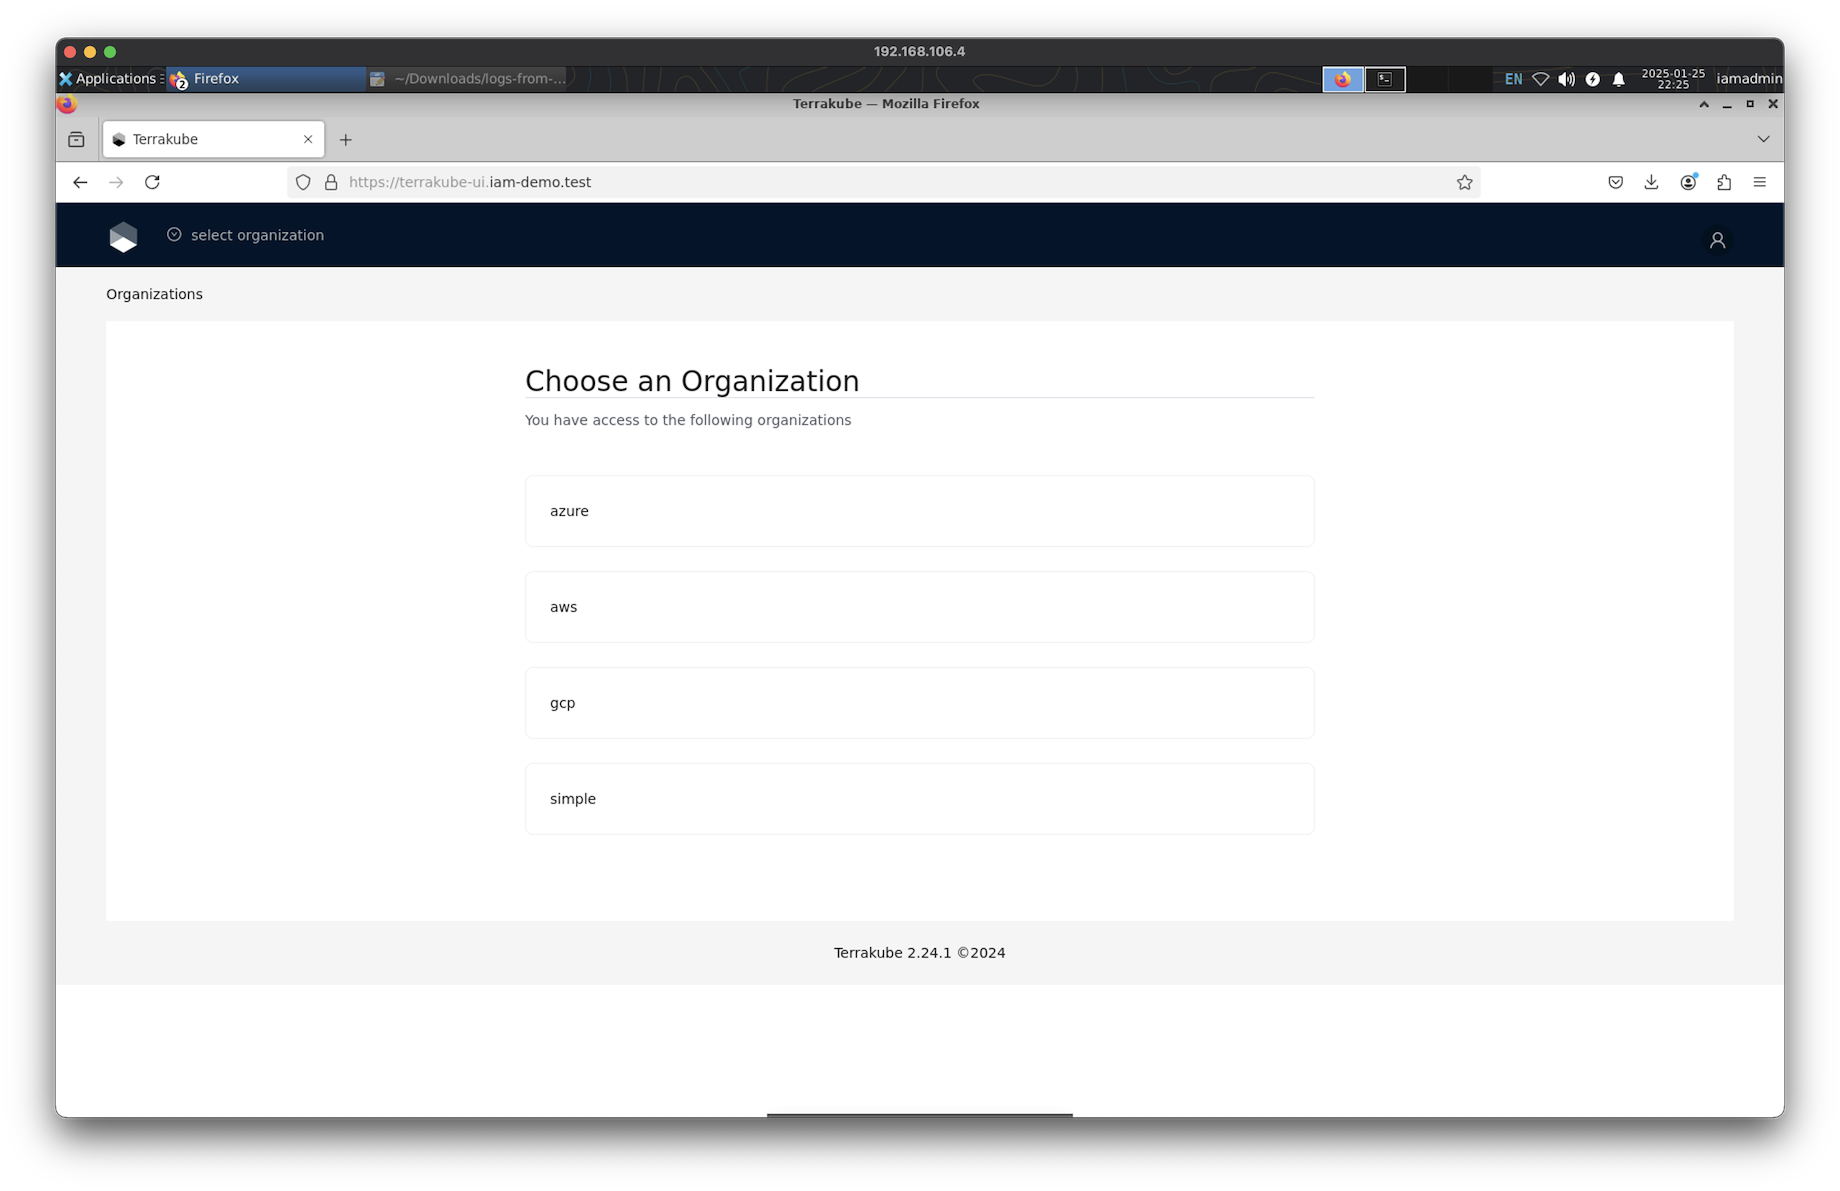 192.168.106.4
Applications
2 Firefox
~/Downloads/logs-from-...
EN
2025-01-25
22:25
iamadmin
Terrakube — Mozilla Firefox
Terrakube
https://terrakube-ui.iam-demo.test
select organization
Organizations
Choose an Organization
You have access to the following organizations
azure
aws
gcp
simple
Terrakube 2.24.1 ©2024